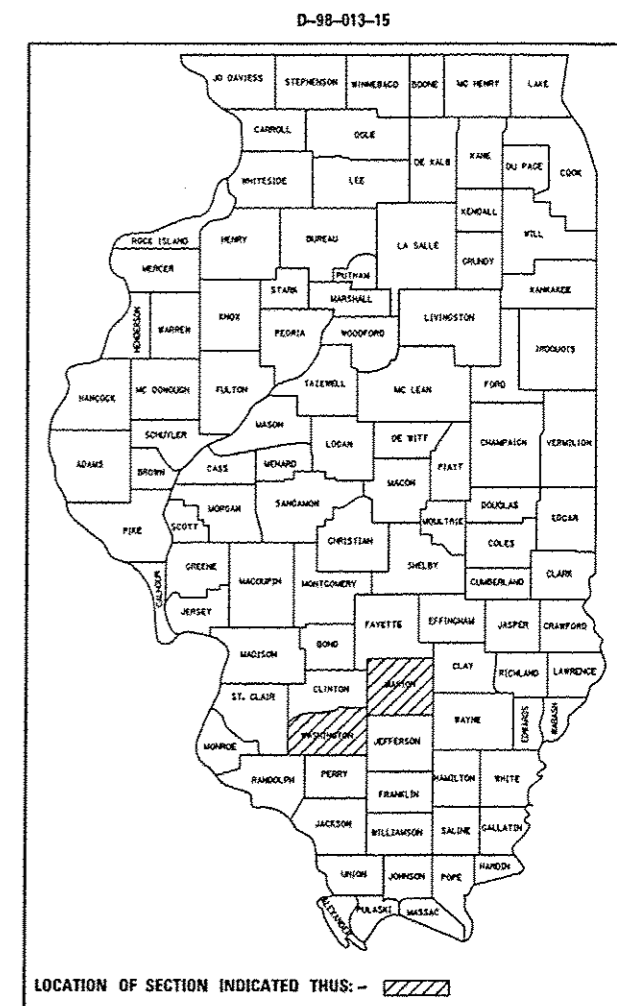 D-98-013-15
JO DAVIESS STEPHENSON WINNEBAGO BOONE MC HENRY LAKE
CARROLL OGLE
DE KALB KANE DU PAGE COOK
WHITESIDE LEE
KENDALL
ROCK ISLAND HENRY BUREAU LA SALLE WILL
MERCER PUTNAM GRUNDY
STARK MARSHALL KANKAKEE
HENDERSON WARREN KNOX PEORIA WOODFORD LIVINGSTON IROQUOIS
HANCOCK MC DONOUGH FULTON TAZEWELL MC LEAN FORD
SCHUYLER MASON LOGAN DE WITT CHAMPAIGN VERMILION
ADAMS BROWN CASS MENARD MACON PIATT
MORGAN SANGAMON DOUGLAS EDGAR
PIKE SCOTT CHRISTIAN MOULTRIE COLES
CALHOUN GREENE MACOUPIN MONTGOMERY SHELBY CUMBERLAND CLARK
JERSEY FAYETTE EFFINGHAM JASPER CRAWFORD
MADISON BOND
CLINTON MARION CLAY RICHLAND LAWRENCE
ST. CLAIR WASHINGTON WAYNE EDWARDS WABASH
MONROE JEFFERSON
RANDOLPH PERRY HAMILTON WHITE
FRANKLIN
JACKSON WILLIAMSON SALINE GALLATIN
UNION JOHNSON POPE HARDIN
ALEXANDER PULASKI MASSAC
LOCATION OF SECTION INDICATED THUS: -